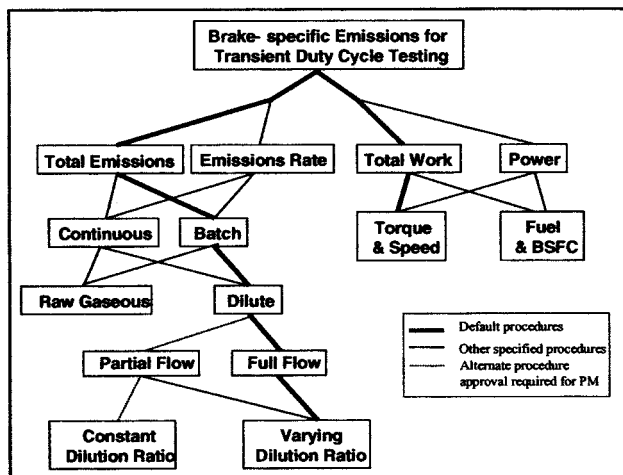 Brake- specific Emissions for
Transient Duty Cycle Testing
Total Emissions
Emissions Rate
Total Work
Power
Continuous
Batch
Torque
& Speed
Fuel
& BSFC
Raw Gaseous
Dilute
Default procedures
Other specified procedures
Alternate procedure
approval required for PM
Partial Flow
Full Flow
Constant
Dilution Ratio
Varying
Dilution Ratio